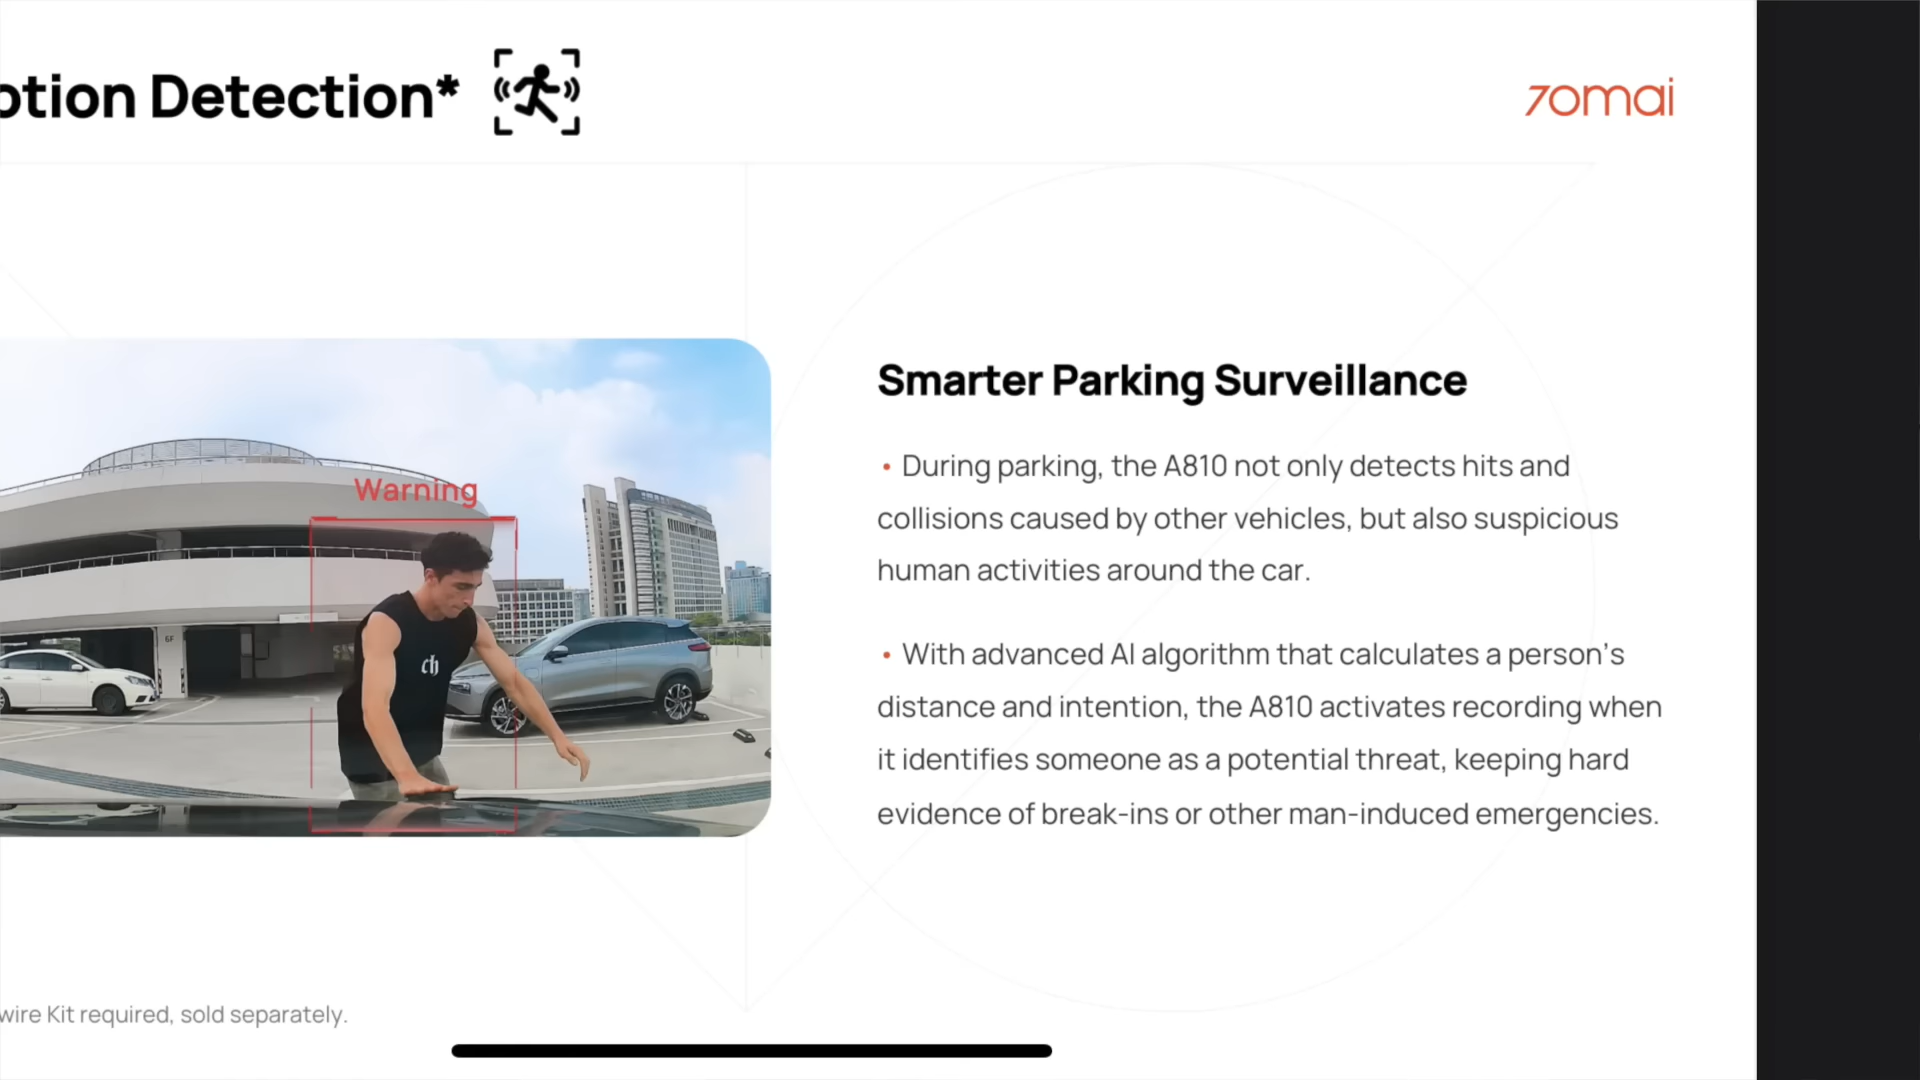 otion Detection*
70mai
Warning
6F
ch
Smarter Parking Surveillance
• During parking, the A810 not only detects hits and
collisions caused by other vehicles, but also suspicious
human activities around the car.
• With advanced AI algorithm that calculates a person's
distance and intention, the A810 activates recording when
it identifies someone as a potential threat, keeping hard
evidence of break-ins or other man-induced emergencies.
wire Kit required, sold separately.